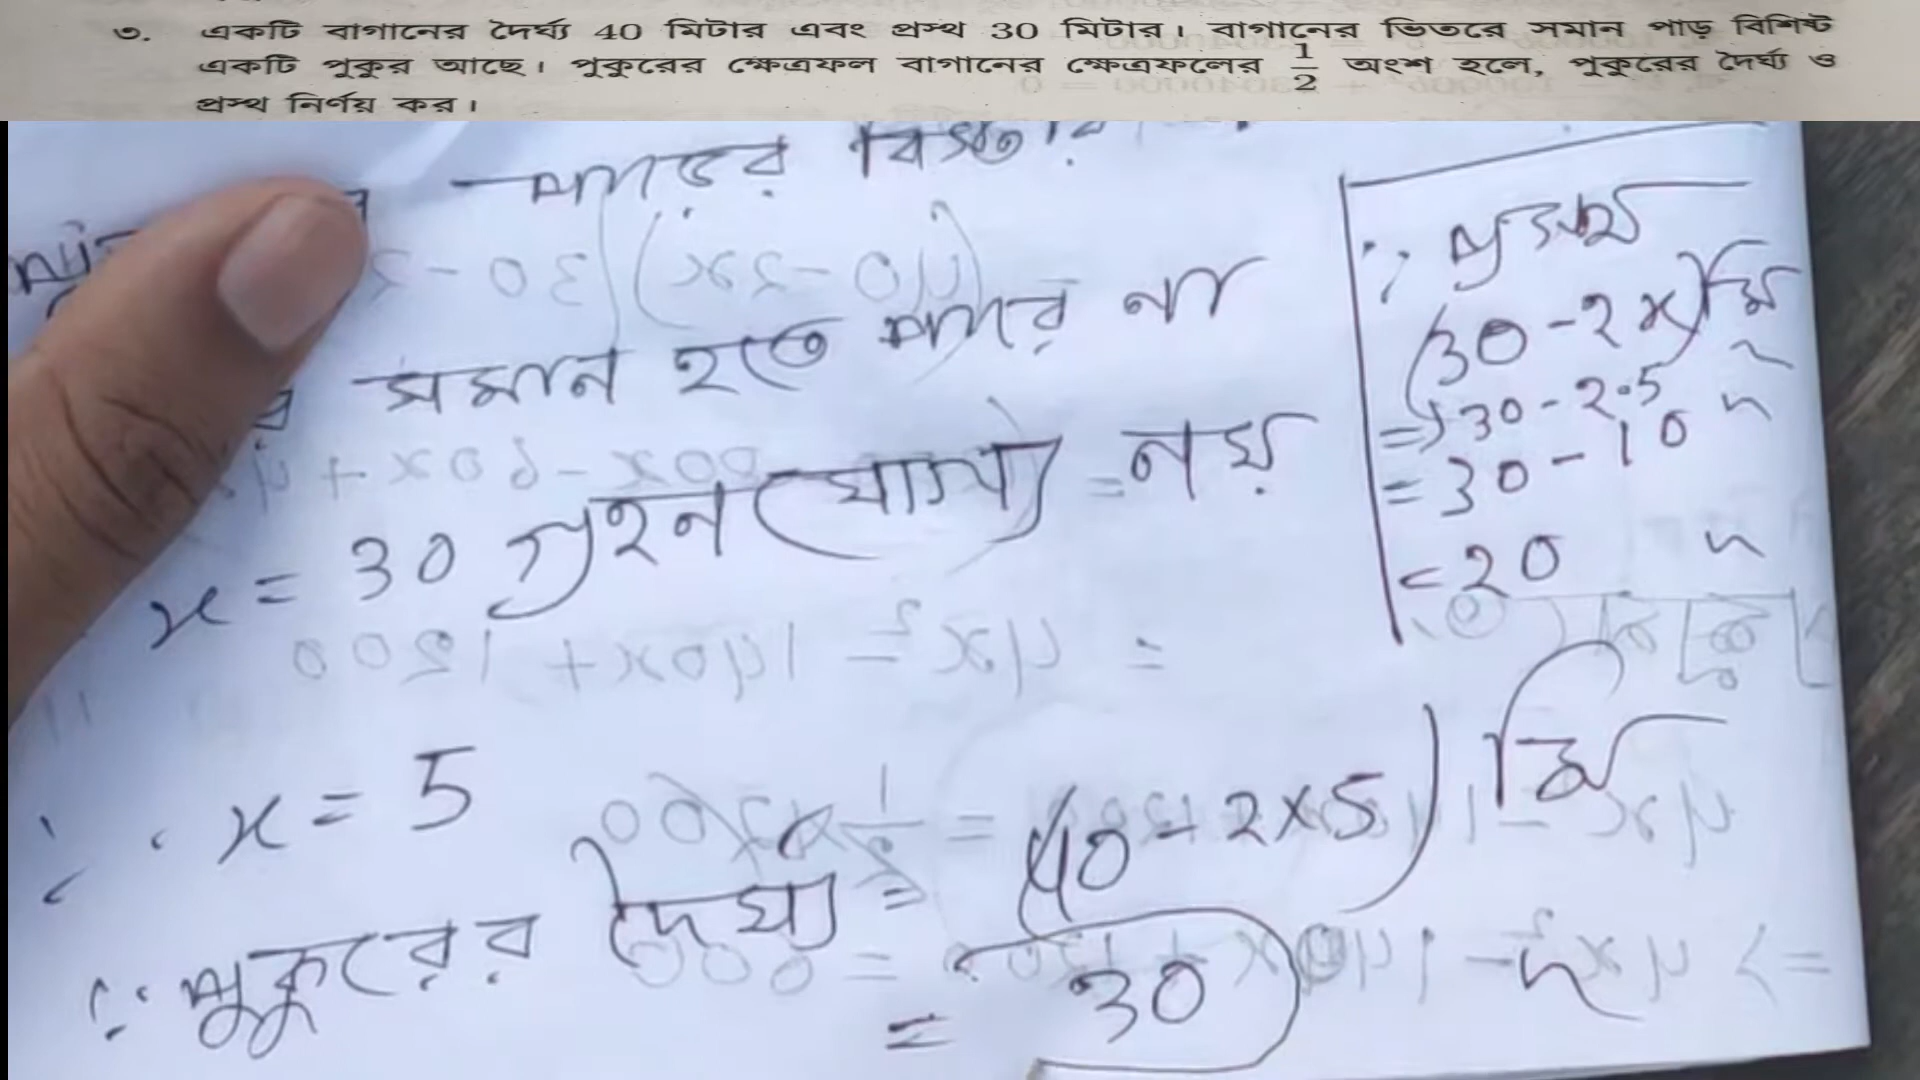 ৩. একটি বাগানের দৈর্ঘ্য 40 মিটার এবং প্রস্থ 30 মিটার। বাগানের ভিতরে সমান পাড় বিশিষ্ট
একটি পুকুর আছে। পুকুরের ক্ষেত্রফল বাগানের ক্ষেত্রফলের 1/2 অংশ হলে, পুকুরের দৈর্ঘ্য ও
প্রস্থ নির্ণয় কর।
পাড়ের বিস্তার
সমান হতে পারে না
x = 30 গ্রহন যোগ্য নয়
∴ x = 5
∴ পুকুরের দৈর্ঘ্য = (40 - 2×5) মি
= 30 "
∴ প্রস্থ
(30 - 2x) মি
= 30 - 2.5 "
= 30 - 10 "
= 20 "